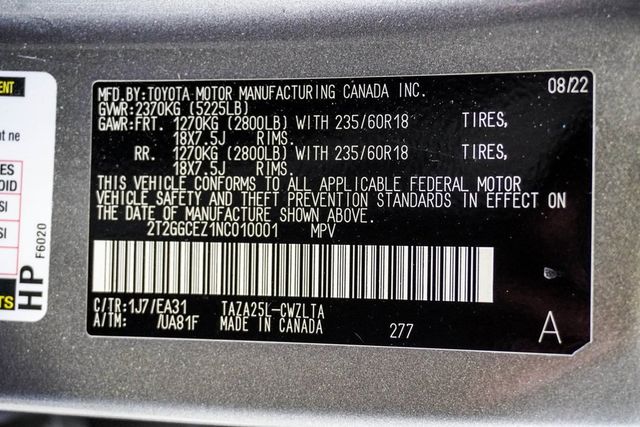 MFD.BY:TOYOTA MOTOR MANUFACTURING CANADA INC. 08/22
GVWR:2370KG (5225LB)
GAWR:FRT. 1270KG (2800LB) WITH 235/60R18 TIRES,
18X7.5J RIMS.
RR. 1270KG (2800LB) WITH 235/60R18 TIRES,
18X7.5J RIMS.
THIS VEHICLE CONFORMS TO ALL APPLICABLE FEDERAL MOTOR
VEHICLE SAFETY AND THEFT PREVENTION STANDARDS IN EFFECT ON
THE DATE OF MANUFACTURE SHOWN ABOVE.
2T2GGCEZ1NC010001 MPV
C/TR:1J7/EA31 TAZA25L-CWZLTA
A/TM: /UA81F MADE IN CANADA 277 A
HP
F6020